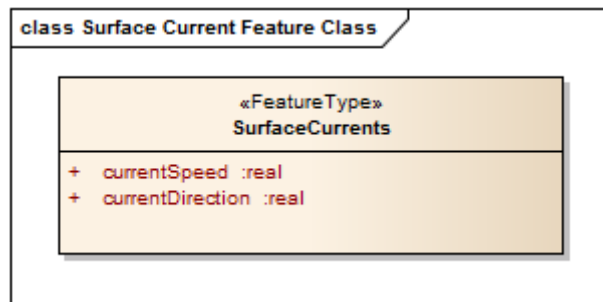 class Surface Current Feature Class
«FeatureType»
SurfaceCurrents
+ currentSpeed :real
+ currentDirection :real